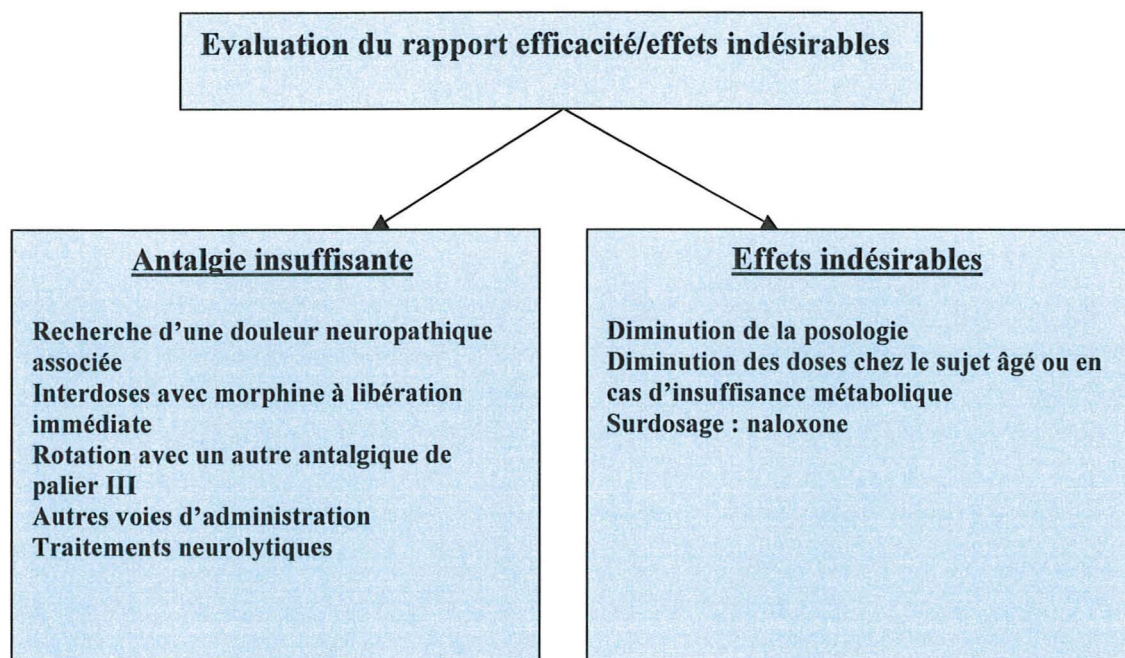 Evaluation du rapport efficacité/effets indésirables
Antalgie insuffisante
Recherche d'une douleur neuropathique
associée
Interdoses avec morphine à libération
immédiate
Rotation avec un autre antalgique de
palier III
Autres voies d'administration
Traitements neurolytiques
Effets indésirables
Diminution de la posologie
Diminution des doses chez le sujet âgé ou en
cas d'insuffisance métabolique
Surdosage : naloxone